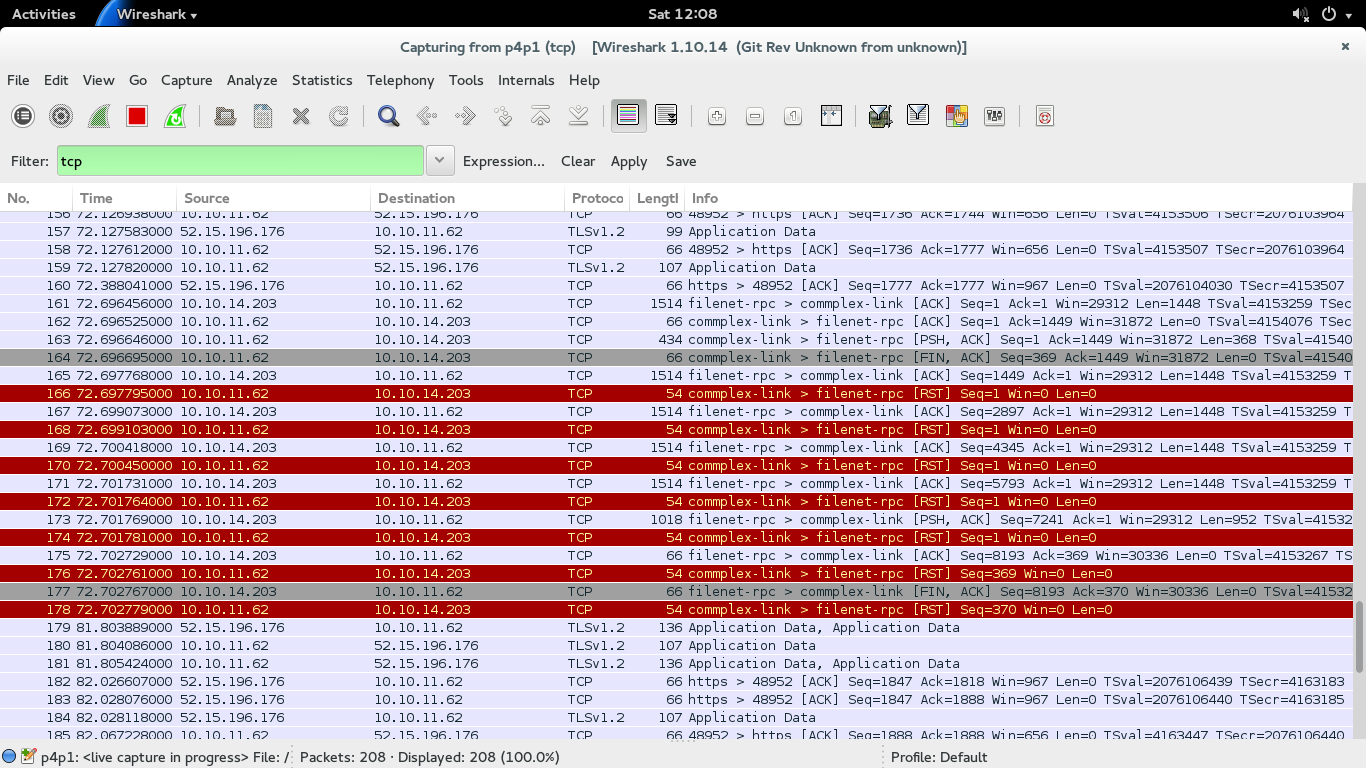 Activities Wireshark Sat 12:08
Capturing from p4p1 (tcp) [Wireshark 1.10.14 (Git Rev Unknown from unknown)]
File Edit View Go Capture Analyze Statistics Telephony Tools Internals Help
Filter: tcp Expression... Clear Apply Save
No. Time Source Destination Protoco Lengtl Info
156 72.126938000 10.10.11.62 52.15.196.176 TCP 66 48952 > https [ACK] Seq=1736 Ack=1744 Win=656 Len=0 TSval=4153506 TSecr=2076103964
157 72.127583000 52.15.196.176 10.10.11.62 TLSv1.2 99 Application Data
158 72.127612000 10.10.11.62 52.15.196.176 TCP 66 48952 > https [ACK] Seq=1736 Ack=1777 Win=656 Len=0 TSval=4153507 TSecr=2076103964
159 72.127820000 10.10.11.62 52.15.196.176 TLSv1.2 107 Application Data
160 72.388041000 52.15.196.176 10.10.11.62 TCP 66 https > 48952 [ACK] Seq=1777 Ack=1777 Win=967 Len=0 TSval=2076104030 TSecr=4153507
161 72.696456000 10.10.14.203 10.10.11.62 TCP 1514 filenet-rpc > commplex-link [ACK] Seq=1 Ack=1 Win=29312 Len=1448 TSval=4153259 TSec
162 72.696525000 10.10.11.62 10.10.14.203 TCP 66 commplex-link > filenet-rpc [ACK] Seq=1 Ack=1449 Win=31872 Len=0 TSval=4154076 TSec
163 72.696646000 10.10.11.62 10.10.14.203 TCP 434 commplex-link > filenet-rpc [PSH, ACK] Seq=1 Ack=1449 Win=31872 Len=368 TSval=41540
164 72.696695000 10.10.11.62 10.10.14.203 TCP 66 commplex-link > filenet-rpc [FIN, ACK] Seq=369 Ack=1449 Win=31872 Len=0 TSval=41540
165 72.697768000 10.10.14.203 10.10.11.62 TCP 1514 filenet-rpc > commplex-link [ACK] Seq=1449 Ack=1 Win=29312 Len=1448 TSval=4153259 T
166 72.697795000 10.10.11.62 10.10.14.203 TCP 54 commplex-link > filenet-rpc [RST] Seq=1 Win=0 Len=0
167 72.699073000 10.10.14.203 10.10.11.62 TCP 1514 filenet-rpc > commplex-link [ACK] Seq=2897 Ack=1 Win=29312 Len=1448 TSval=4153259 T
168 72.699103000 10.10.11.62 10.10.14.203 TCP 54 commplex-link > filenet-rpc [RST] Seq=1 Win=0 Len=0
169 72.700418000 10.10.14.203 10.10.11.62 TCP 1514 filenet-rpc > commplex-link [ACK] Seq=4345 Ack=1 Win=29312 Len=1448 TSval=4153259 T
170 72.700450000 10.10.11.62 10.10.14.203 TCP 54 commplex-link > filenet-rpc [RST] Seq=1 Win=0 Len=0
171 72.701731000 10.10.14.203 10.10.11.62 TCP 1514 filenet-rpc > commplex-link [ACK] Seq=5793 Ack=1 Win=29312 Len=1448 TSval=4153259 T
172 72.701764000 10.10.11.62 10.10.14.203 TCP 54 commplex-link > filenet-rpc [RST] Seq=1 Win=0 Len=0
173 72.701769000 10.10.14.203 10.10.11.62 TCP 1018 filenet-rpc > commplex-link [PSH, ACK] Seq=7241 Ack=1 Win=29312 Len=952 TSval=41532
174 72.701781000 10.10.11.62 10.10.14.203 TCP 54 commplex-link > filenet-rpc [RST] Seq=1 Win=0 Len=0
175 72.702729000 10.10.14.203 10.10.11.62 TCP 66 filenet-rpc > commplex-link [ACK] Seq=8193 Ack=369 Win=30336 Len=0 TSval=4153267 TS
176 72.702761000 10.10.11.62 10.10.14.203 TCP 54 commplex-link > filenet-rpc [RST] Seq=369 Win=0 Len=0
177 72.702767000 10.10.14.203 10.10.11.62 TCP 66 filenet-rpc > commplex-link [FIN, ACK] Seq=8193 Ack=370 Win=30336 Len=0 TSval=41532
178 72.702779000 10.10.11.62 10.10.14.203 TCP 54 commplex-link > filenet-rpc [RST] Seq=370 Win=0 Len=0
179 81.803889000 52.15.196.176 10.10.11.62 TLSv1.2 136 Application Data, Application Data
180 81.804086000 10.10.11.62 52.15.196.176 TLSv1.2 107 Application Data
181 81.805424000 10.10.11.62 52.15.196.176 TLSv1.2 136 Application Data, Application Data
182 82.026607000 52.15.196.176 10.10.11.62 TCP 66 https > 48952 [ACK] Seq=1847 Ack=1818 Win=967 Len=0 TSval=2076106439 TSecr=4163183
183 82.028076000 52.15.196.176 10.10.11.62 TCP 66 https > 48952 [ACK] Seq=1847 Ack=1888 Win=967 Len=0 TSval=2076106440 TSecr=4163185
184 82.028118000 52.15.196.176 10.10.11.62 TLSv1.2 107 Application Data
185 82.067228000 10.10.11.62 52.15.196.176 TCP 66 48952 > https [ACK] Seq=1888 Ack=1888 Win=656 Len=0 TSval=4163447 TSecr=2076106440
p4p1: <live capture in progress> File: / Packets: 208 · Displayed: 208 (100.0%) Profile: Default